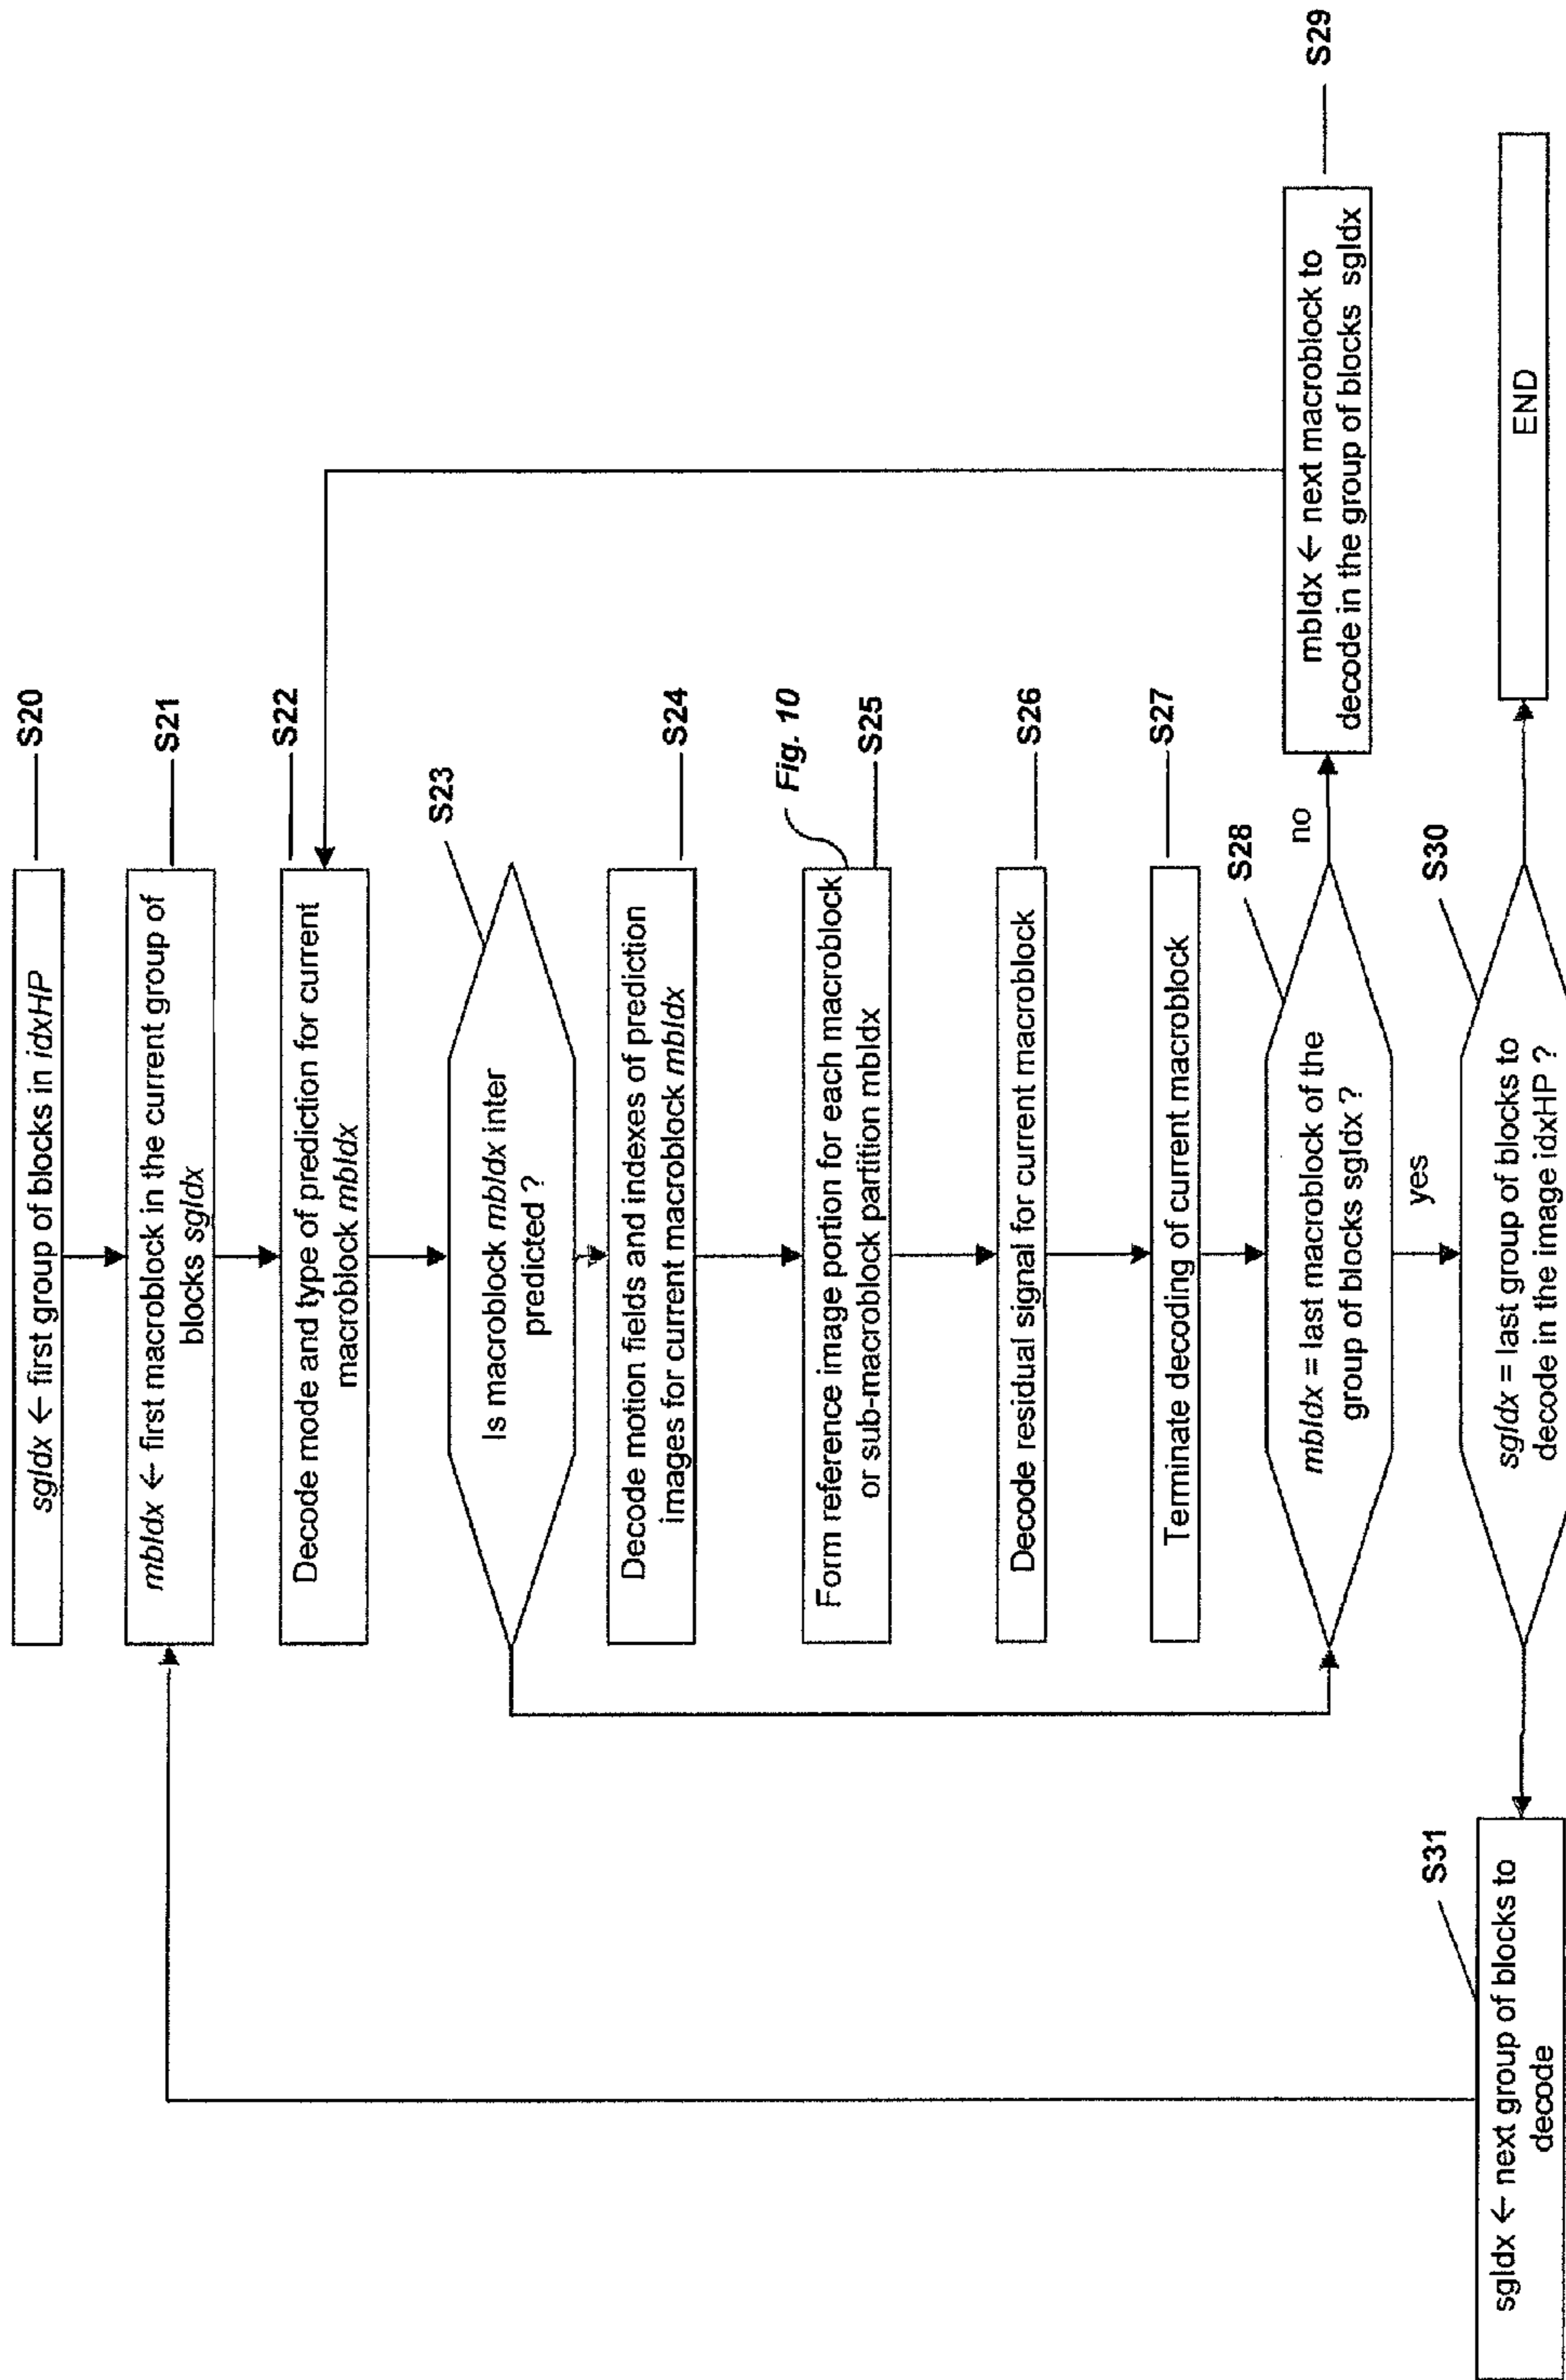 sgIdx ← first group of blocks in idxHP
S20
mbIdx ← first macroblock in the current group of
blocks sgIdx
S21
Decode mode and type of prediction for current
macroblock mbIdx
S22
Is macroblock mbIdx inter
predicted ?
S23
Decode motion fields and indexes of prediction
images for current macroblock mbIdx
S24
Form reference image portion for each macroblock
or sub-macroblock partition mbIdx
Fig. 10
S25
Decode residual signal for current macroblock
S26
Terminate decoding of current macroblock
S27
mbIdx = last macroblock of the
group of blocks sgIdx ?
S28
no
mbIdx ← next macroblock to
decode in the group of blocks sgIdx
S29
yes
sgIdx = last group of blocks to
decode in the image idxHP ?
S30
END
sgIdx ← next group of blocks to
decode
S31